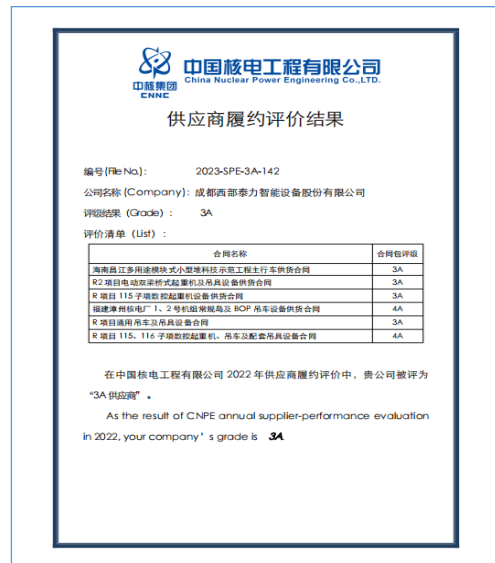 中核集团
CNNC
中国核电工程有限公司
China Nuclear Power Engineering Co.,LTD.
供应商履约评价结果
编号(File No.)： 2023-SPE-3A-142
公司名称(Company)：成都西部泰力智能设备股份有限公司
评级结果（Grade）： 3A
评价清单（List）：
合同名称 合同包评级
海南昌江多用途模块式小型堆科技示范工程主行车供货合同 3A
R2 项目电动双梁桥式起重机及吊具设备供货合同 3A
R 项目 115 子项数控起重机设备供货合同 3A
福建漳州核电厂 1、2 号机组常规岛及 BOP 吊车设备供货合同 4A
R 项目通用吊车及吊具设备合同 3A
R 项目 115、116 子项数控起重机、吊车及配套吊具设备合同 4A
在中国核电工程有限公司 2022 年供应商履约评价中，贵公司被评为
“3A 供应商”。
As the result of CNPE annual supplier-performance evaluation
in 2022, your company’s grade is 3A